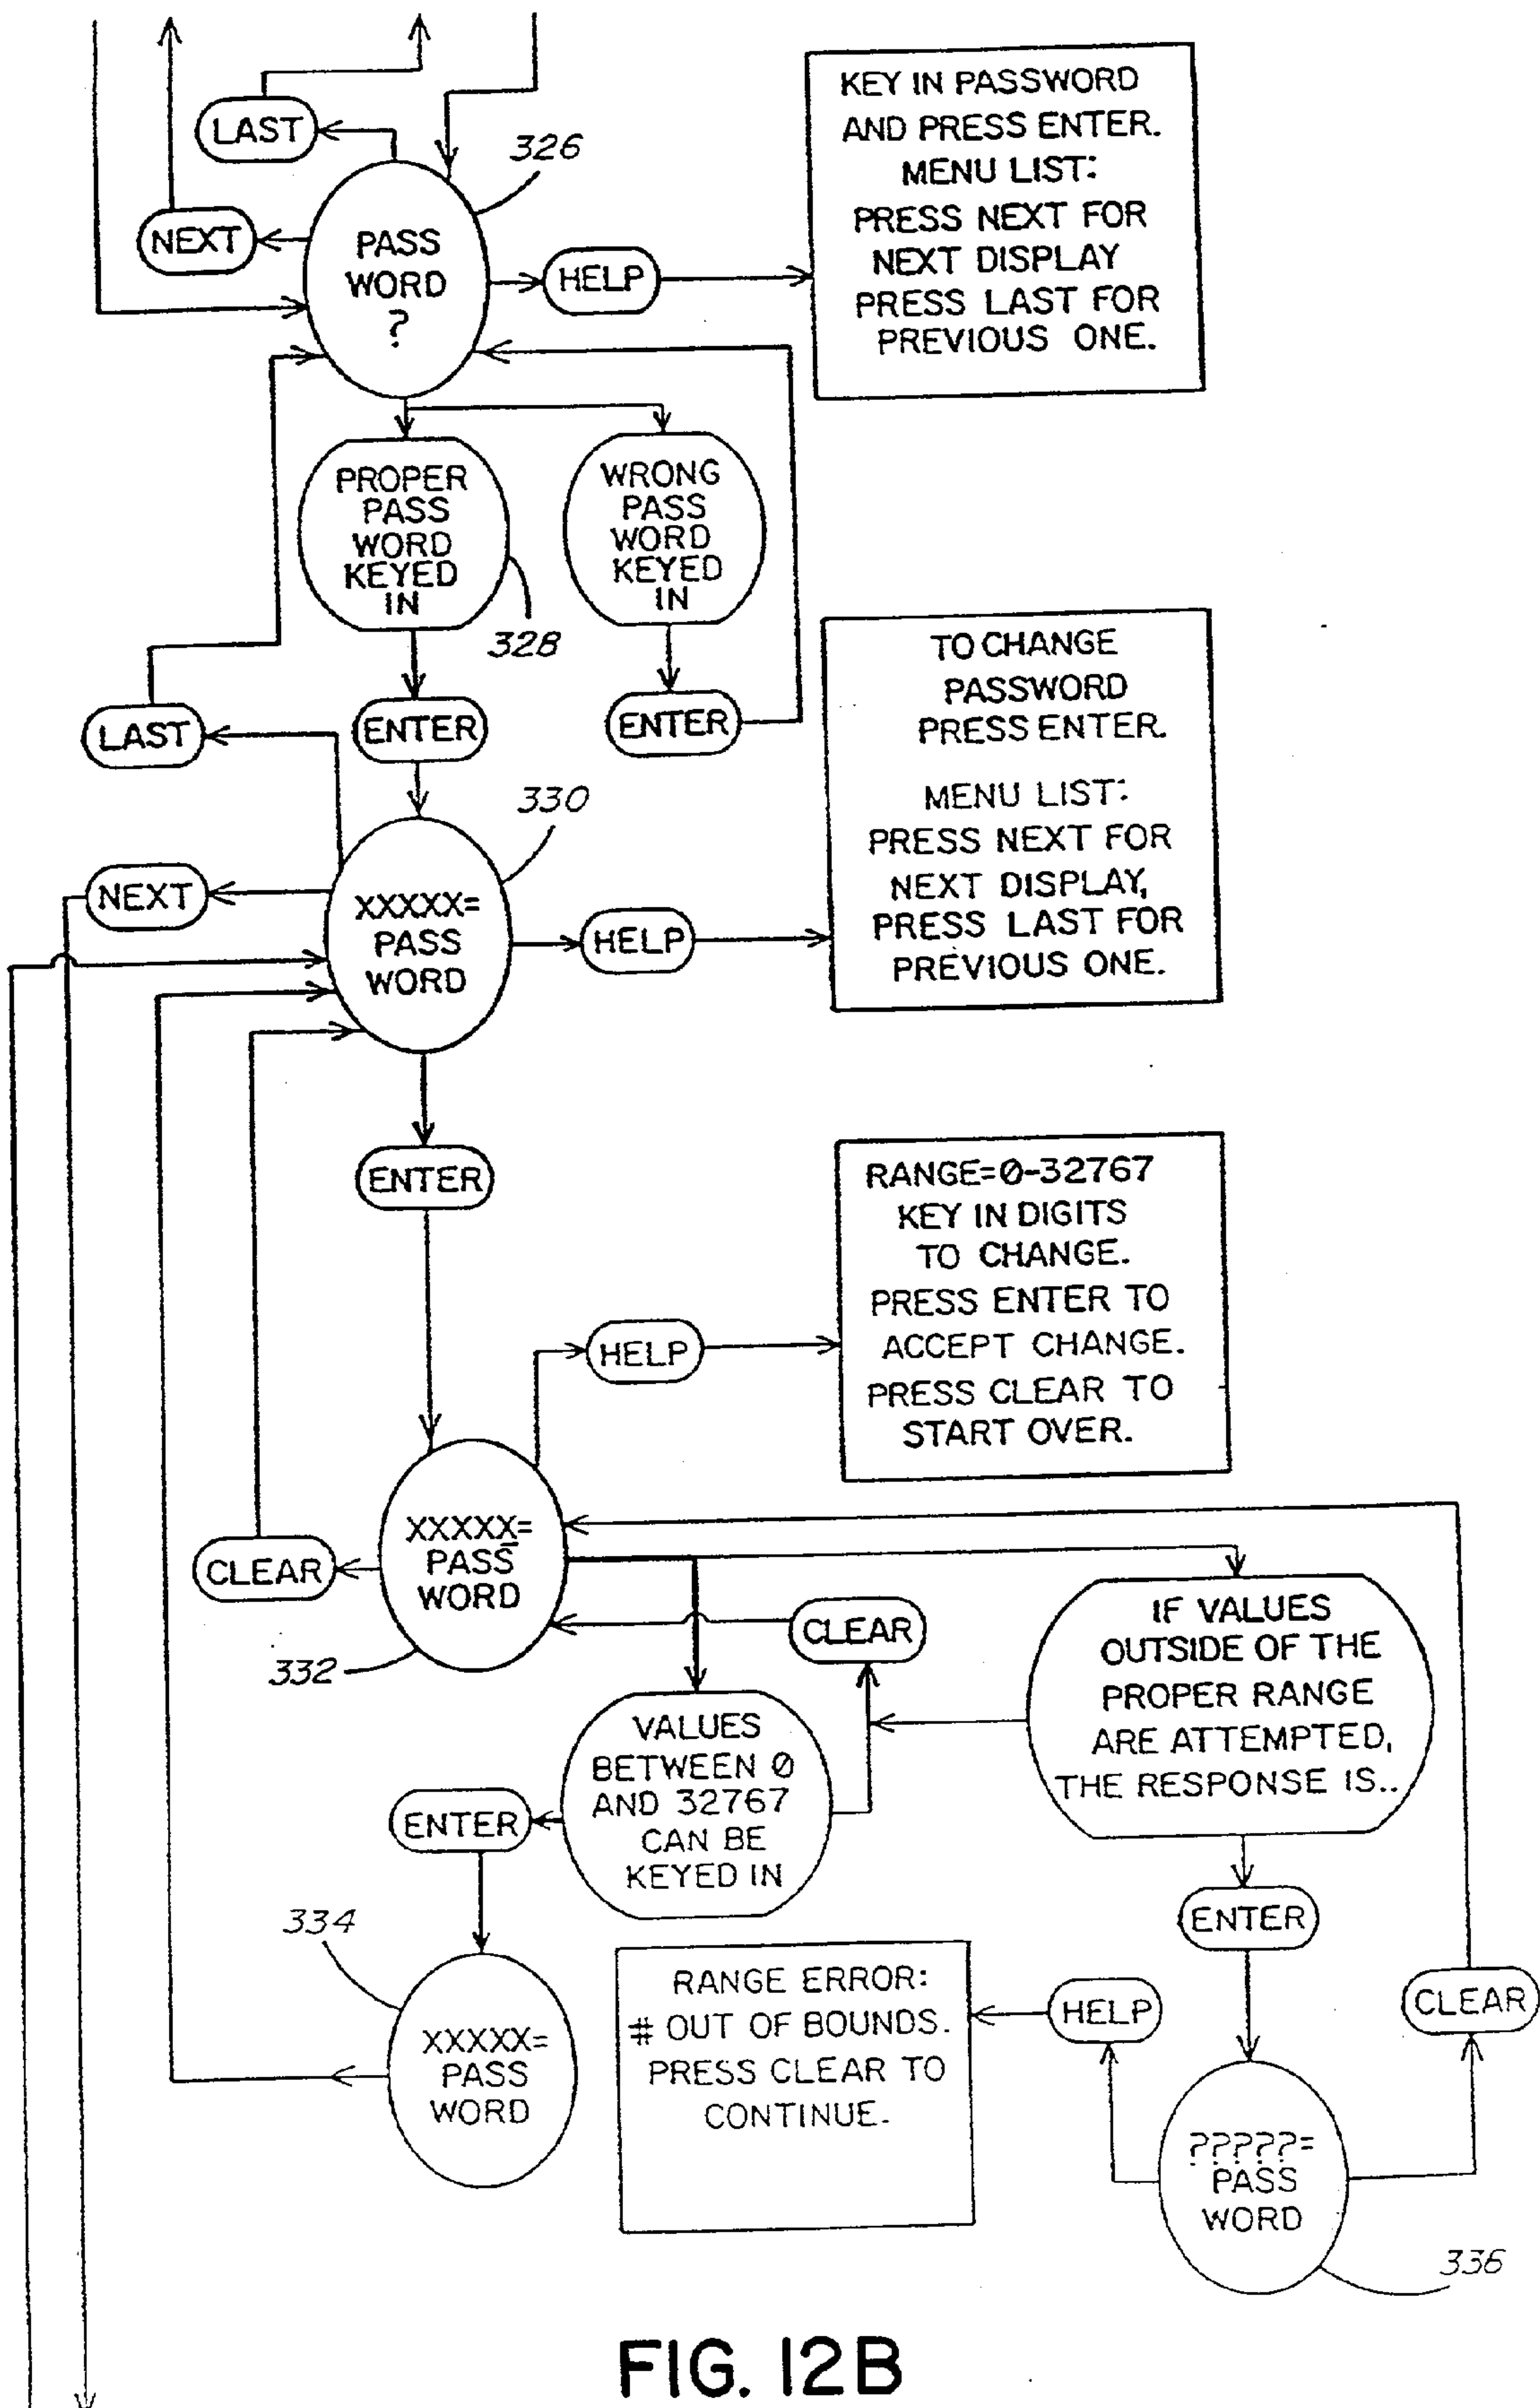 LAST
326
KEY IN PASSWORD
AND PRESS ENTER.
MENU LIST:
PRESS NEXT FOR
NEXT DISPLAY
PRESS LAST FOR
PREVIOUS ONE.
NEXT
PASS
WORD
?
HELP
PROPER
PASS
WORD
KEYED
IN
328
WRONG
PASS
WORD
KEYED
IN
ENTER
ENTER
LAST
TO CHANGE
PASSWORD
PRESS ENTER.
MENU LIST:
PRESS NEXT FOR
NEXT DISPLAY,
PRESS LAST FOR
PREVIOUS ONE.
330
NEXT
XXXXX=
PASS
WORD
HELP
ENTER
RANGE=0-32767
KEY IN DIGITS
TO CHANGE.
PRESS ENTER TO
ACCEPT CHANGE.
PRESS CLEAR TO
START OVER.
HELP
CLEAR
XXXXX=
PASS
WORD
332
CLEAR
IF VALUES
OUTSIDE OF THE
PROPER RANGE
ARE ATTEMPTED,
THE RESPONSE IS..
VALUES
BETWEEN 0
AND 32767
CAN BE
KEYED IN
ENTER
ENTER
334
XXXXX=
PASS
WORD
RANGE ERROR:
# OUT OF BOUNDS.
PRESS CLEAR TO
CONTINUE.
HELP
CLEAR
?????=
PASS
WORD
336
FIG. 12B